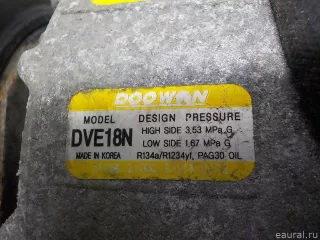 DOOWON
MODEL DESIGN PRESSURE
DVE18N HIGH SIDE 3,53 MPa G
LOW SIDE 1,67 MPa G
MADE IN KOREA R134a/R1234yf, PAG30 OIL
eaural.ru